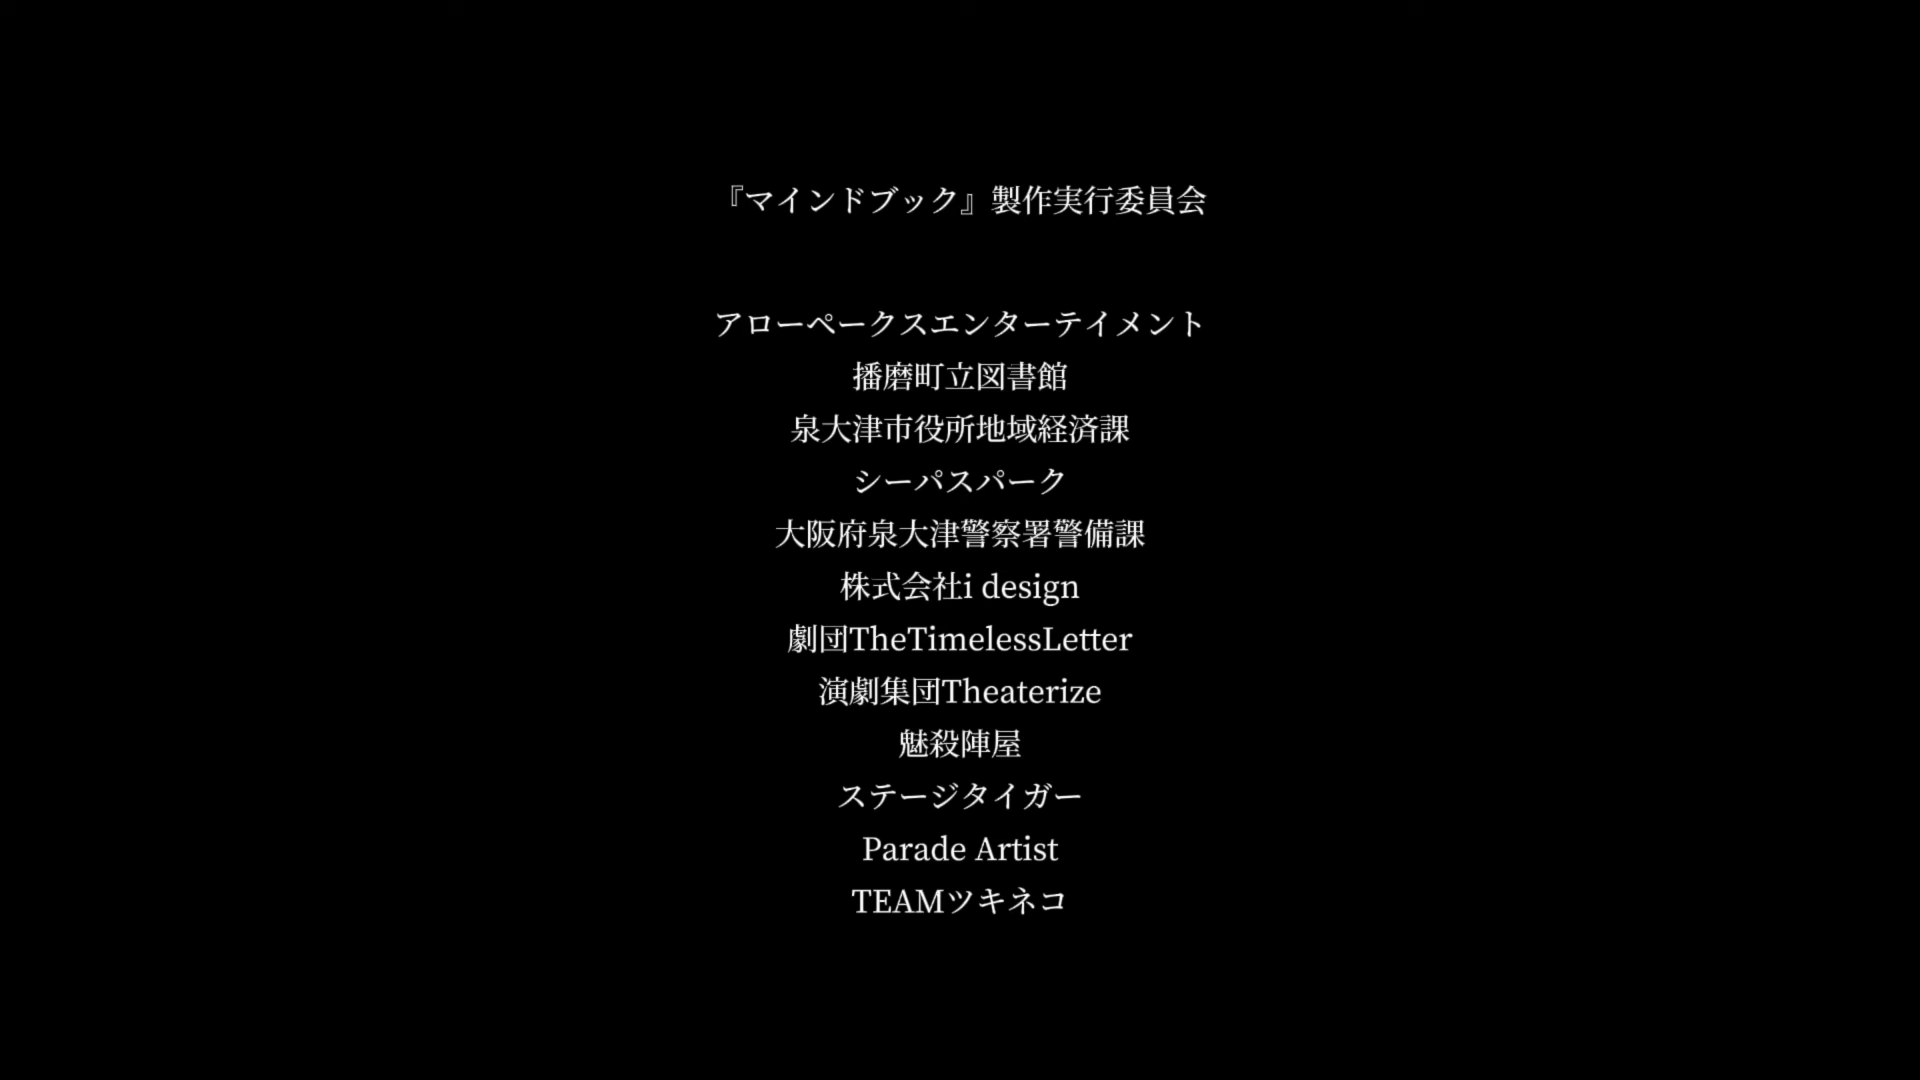 『マインドブック』製作実行委員会
アローペークスエンターテイメント
播磨町立図書館
泉大津市役所地域経済課
シーパスパーク
大阪府泉大津警察署警備課
株式会社i design
劇団TheTimelessLetter
演劇集団Theaterize
魅殺陣屋
ステージタイガー
Parade Artist
TEAMツキネコ